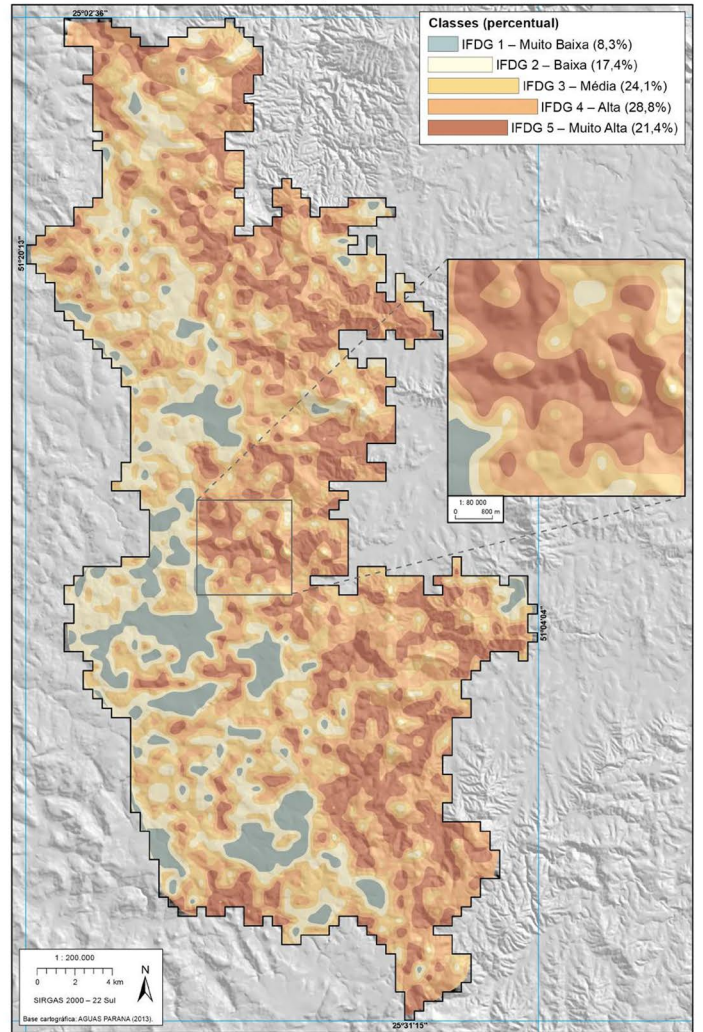 25°02'36"
Classes (percentual)
IFDG 1 – Muito Baixa (8,3%)
IFDG 2 – Baixa (17,4%)
IFDG 3 – Média (24,1%)
IFDG 4 – Alta (28,8%)
IFDG 5 – Muito Alta (21,4%)
51°20'13"
1: 80 000
0 800 m
51°04'04"
1 : 200.000
0 2 4 km
N
SIRGAS 2000 – 22 Sul
Base cartográfica: AGUAS PARANA (2013).
25°31'15"